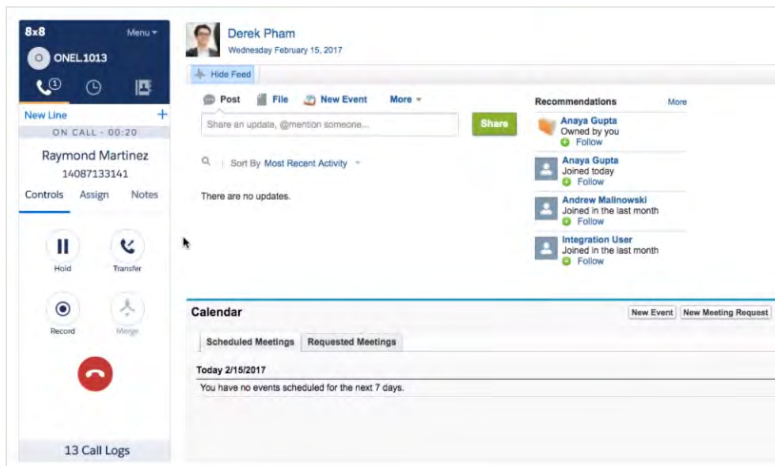 8x8 Menu
O ONEL1013
1
New Line +
ON CALL - 00:20
Raymond Martinez
14087133141
Controls Assign Notes
Hold Transfer
Record Merge
13 Call Logs
Derek Pham
Wednesday February 15, 2017
Hide Feed
Post File New Event More
Share an update, @mention someone... Share
Sort By Most Recent Activity
There are no updates.
Recommendations More
Anaya Gupta
Owned by you
Follow
Anaya Gupta
Joined today
Follow
Andrew Malinowski
Joined in the last month
Follow
Integration User
Joined in the last month
Follow
Calendar New Event New Meeting Request
Scheduled Meetings Requested Meetings
Today 2/15/2017
You have no events scheduled for the next 7 days.